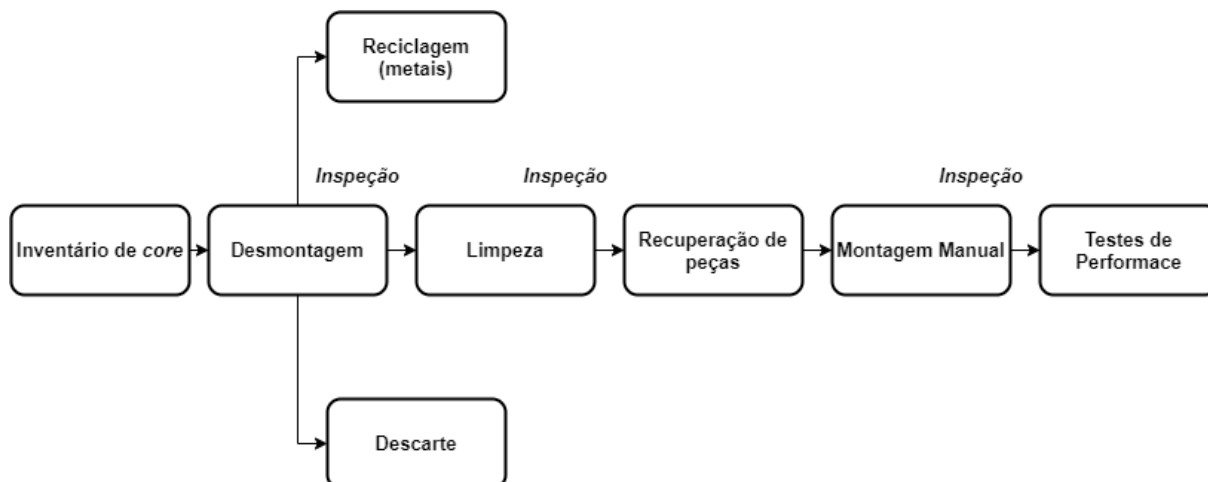 Reciclagem
(metais)
Inspeção
Inspeção
Inspeção
Inventário de core
Desmontagem
Limpeza
Recuperação de
peças
Montagem Manual
Testes de
Performace
Descarte